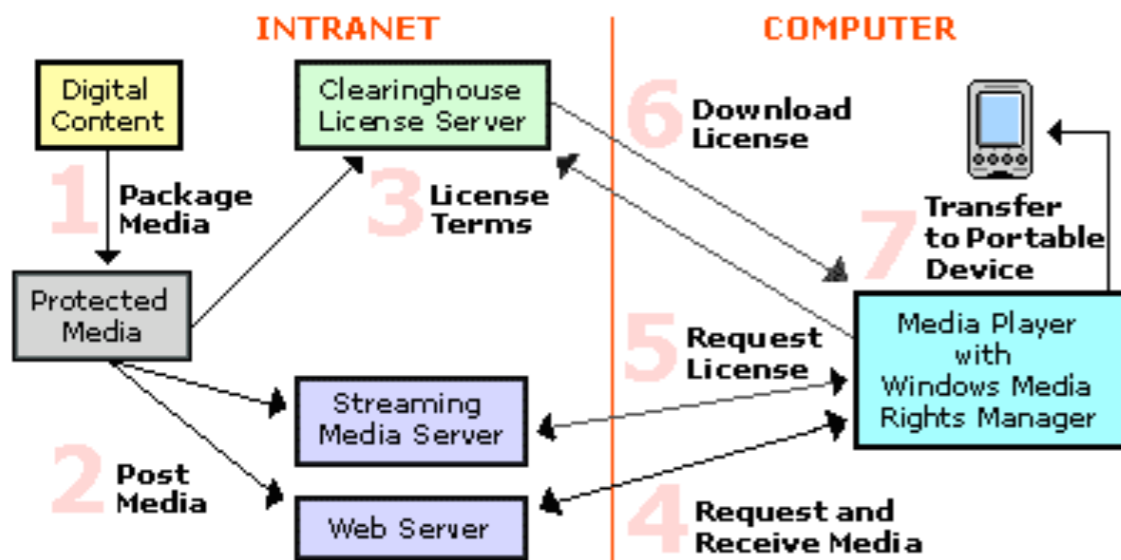 INTRANET
COMPUTER
Digital
Content
Clearinghouse
License Server
6
Download
License
1
Package
Media
3
License
Terms
7
Transfer
to Portable
Device
Protected
Media
Media Player
with
Windows Media
Rights Manager
5
Request
License
Streaming
Media Server
2
Post
Media
Web Server
4
Request and
Receive Media